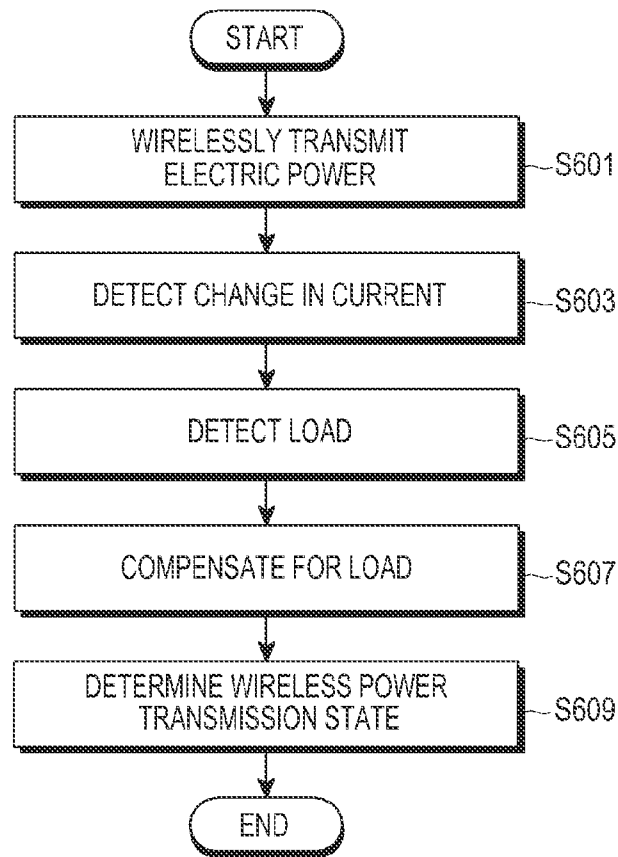 START
WIRELESSLY TRANSMIT
ELECTRIC POWER
S601
DETECT CHANGE IN CURRENT
S603
DETECT LOAD
S605
COMPENSATE FOR LOAD
S607
DETERMINE WIRELESS POWER
TRANSMISSION STATE
S609
END